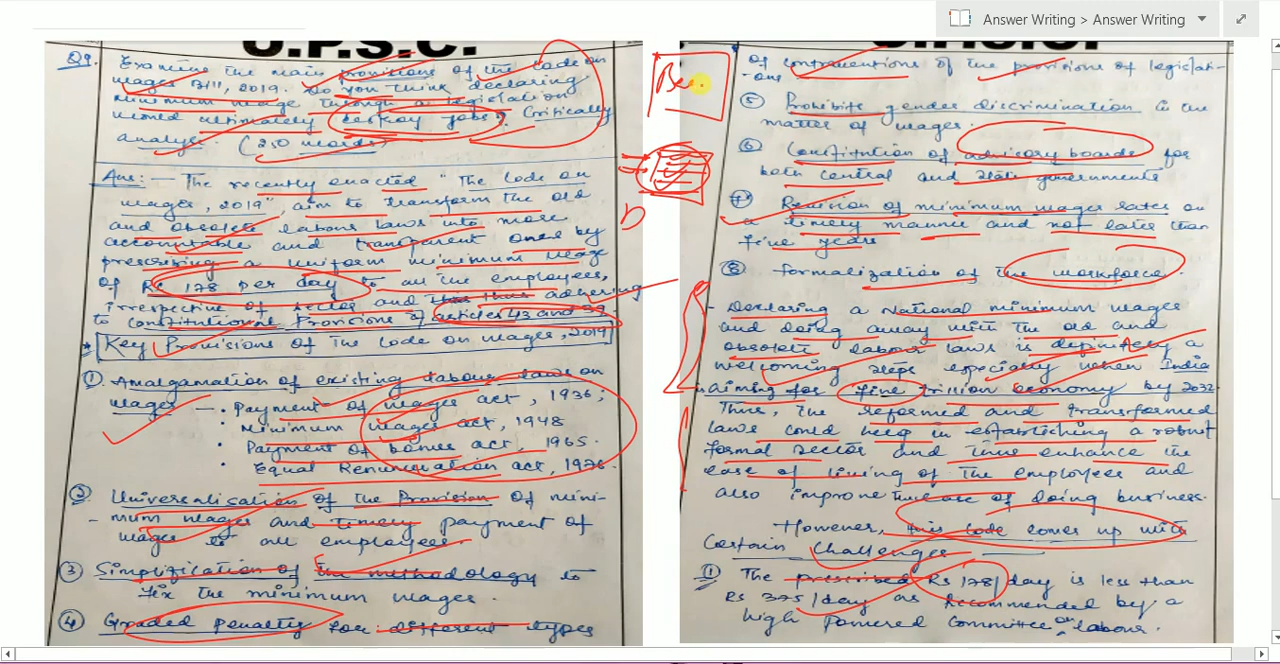 Answer Writing > Answer Writing
U.P.S.C.
Q9. Examine the main provisions of the Code on
wages Bill, 2019. Do you think declaring
minimum wage through a legislation
would ultimately destroy jobs? Critically
analyse. (250 words)
Ans: - The recently enacted "The Code on
wages, 2019", aim to transform the old
and obsolete labour laws into more
accountable and transparent ones by
prescribing a uniform minimum wage
of Rs 178 per day to all the employees,
irrespective of sector and thus adhering
to constitutional Provisions of articles 43 and 39.
* Key Provisions of The Code on wages, 2019
① Amalgamation of existing labour laws on
wages - • Payment of wages act, 1936;
• Minimum wages act, 1948
• Payment of bonus act, 1965.
• Equal Remuneration act, 1976.
② Universalisation of the Provision of mini-
-mum wages and timely payment of
wages to all employees.
③ Simplification of the methodology to
fix the minimum wages.
④ Graded penalty for different types
of contraventions of the provisions of legislati-
-ons
⑤ Prohibits gender discrimination in the
matter of wages.
⑥ Constitution of advisory boards for
both central and state governments
⑦ Revision of minimum wages rates on
a timely manner and not later than
five years
⑧ Formalization of the workforce.
- Declaring a National minimum wages
and doing away with the old and
obsolete labour laws is definitely a
welcoming steps especially when India
is aiming for five trillion economy by 2032
Thus, the reformed and transformed
laws could help in establishing a robust
formal sector and thus enhance the
ease of living of the employees and
also improve the ease of doing business.
However, this code comes up with
Certain Challenges —
① The prescribed Rs 178/day is less than
Rs 375/day as recommended by a
high powered Committee on labour.